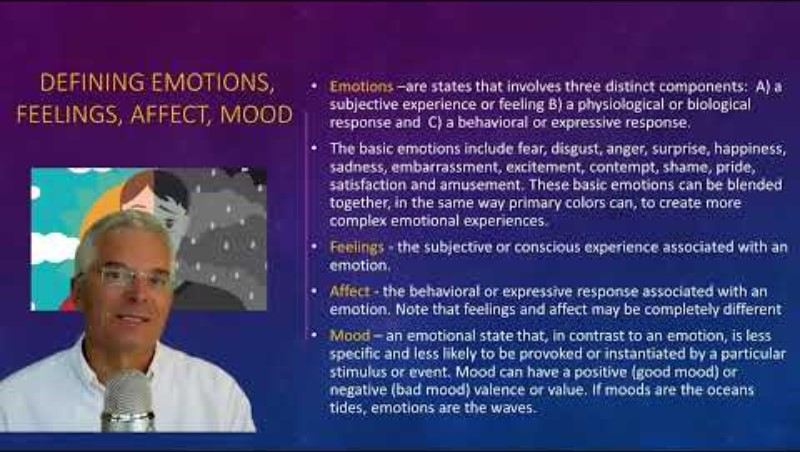 DEFINING EMOTIONS,
FEELINGS, AFFECT, MOOD
• Emotions –are states that involves three distinct components: A) a
subjective experience or feeling B) a physiological or biological
response and C) a behavioral or expressive response.
• The basic emotions include fear, disgust, anger, surprise, happiness,
sadness, embarrassment, excitement, contempt, shame, pride,
satisfaction and amusement. These basic emotions can be blended
together, in the same way primary colors can, to create more
complex emotional experiences.
• Feelings - the subjective or conscious experience associated with an
emotion.
• Affect - the behavioral or expressive response associated with an
emotion. Note that feelings and affect may be completely different
• Mood – an emotional state that, in contrast to an emotion, is less
specific and less likely to be provoked or instantiated by a particular
stimulus or event. Mood can have a positive (good mood) or
negative (bad mood) valence or value. If moods are the oceans
tides, emotions are the waves.